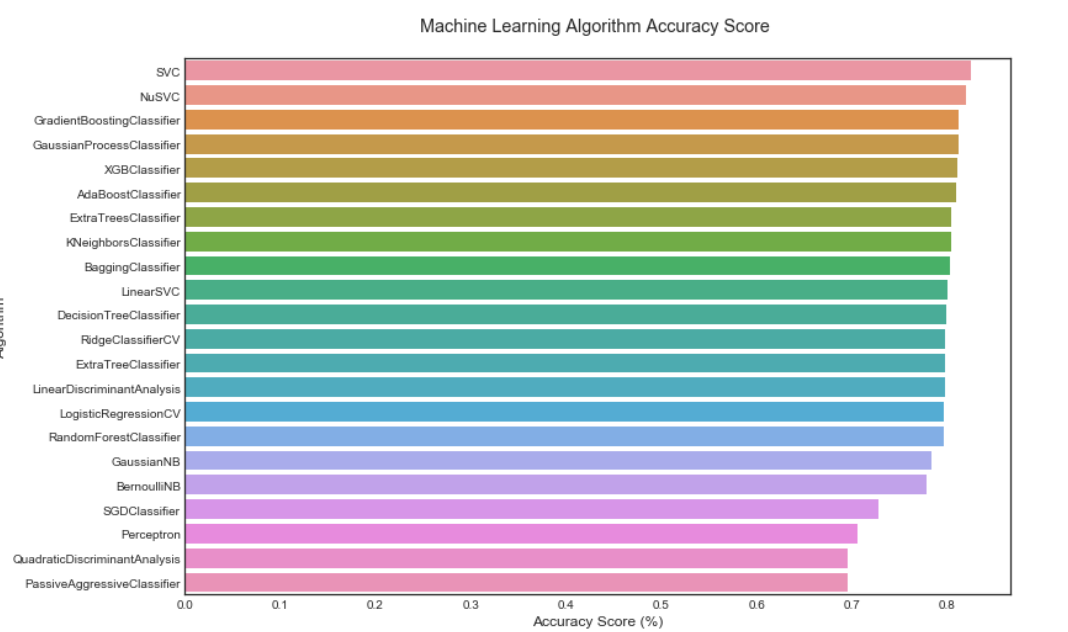 Machine Learning Algorithm Accuracy Score
SVC
NuSVC
GradientBoostingClassifier
GaussianProcessClassifier
XGBClassifier
AdaBoostClassifier
ExtraTreesClassifier
KNeighborsClassifier
BaggingClassifier
LinearSVC
DecisionTreeClassifier
RidgeClassifierCV
ExtraTreeClassifier
LinearDiscriminantAnalysis
LogisticRegressionCV
RandomForestClassifier
GaussianNB
BernoulliNB
SGDClassifier
Perceptron
QuadraticDiscriminantAnalysis
PassiveAggressiveClassifier
0.0 0.1 0.2 0.3 0.4 0.5 0.6 0.7 0.8
Accuracy Score (%)